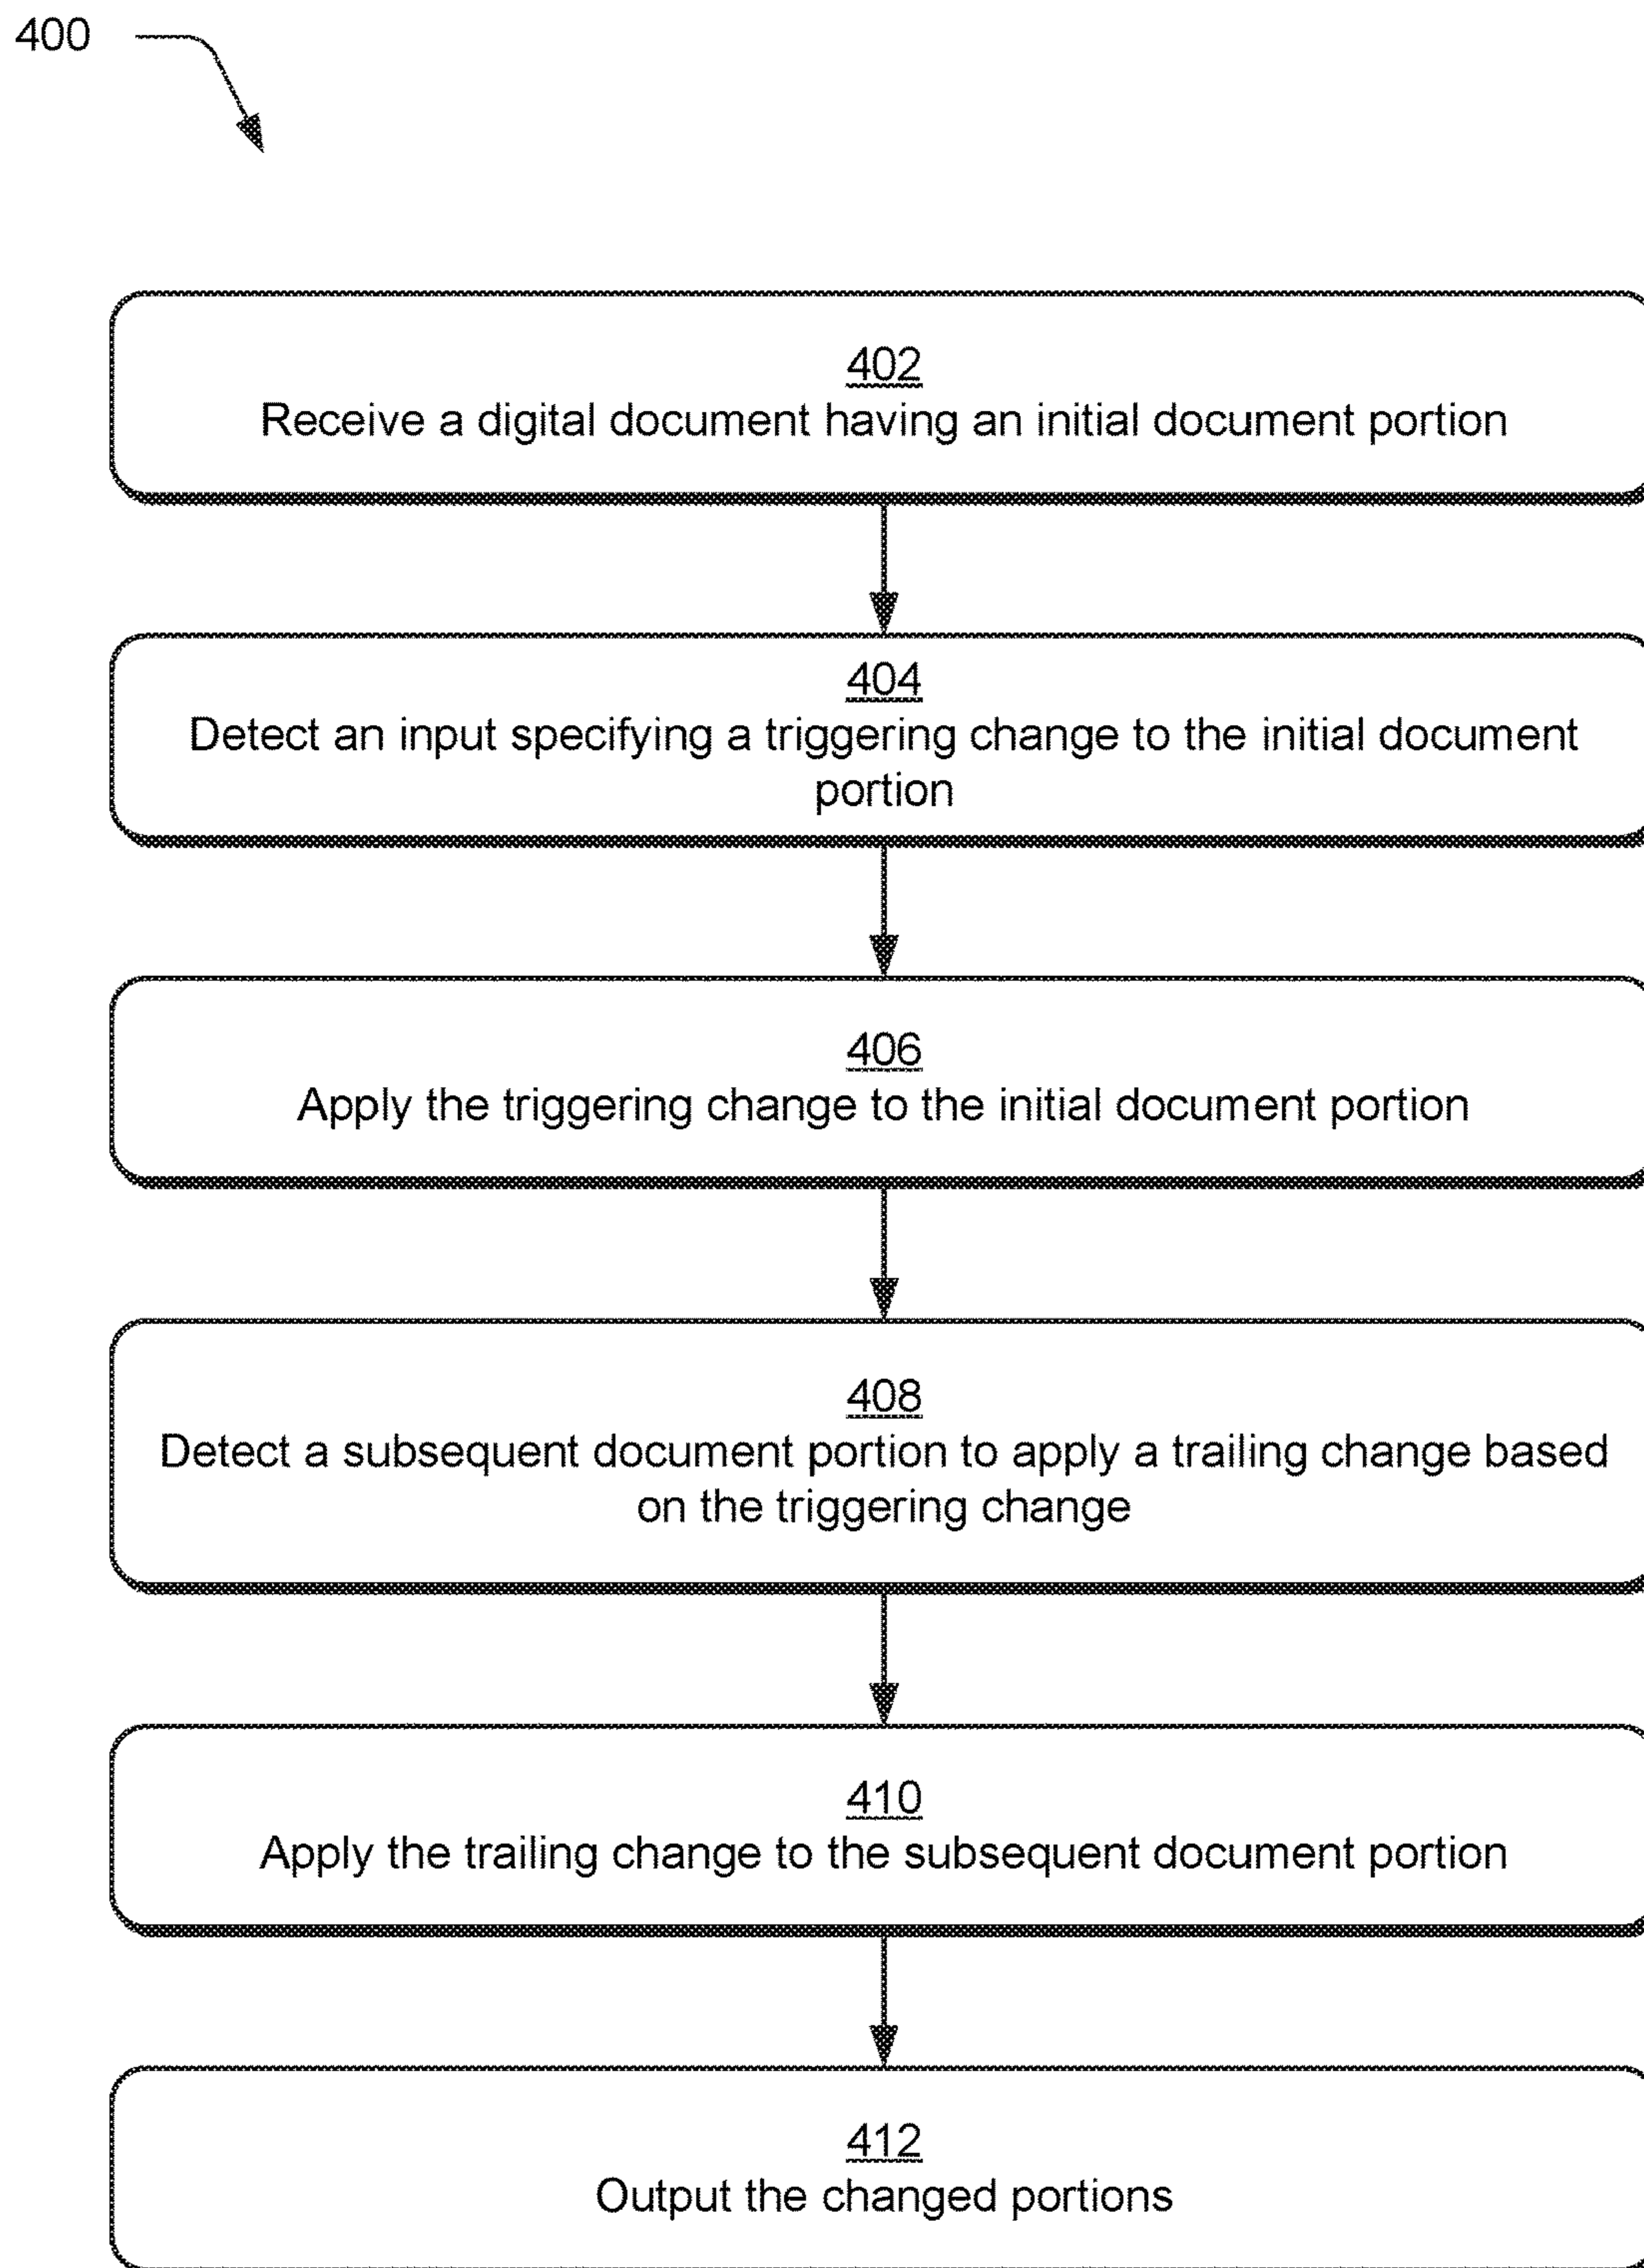 400
402
Receive a digital document having an initial document portion
404
Detect an input specifying a triggering change to the initial document
portion
406
Apply the triggering change to the initial document portion
408
Detect a subsequent document portion to apply a trailing change based
on the triggering change
410
Apply the trailing change to the subsequent document portion
412
Output the changed portions